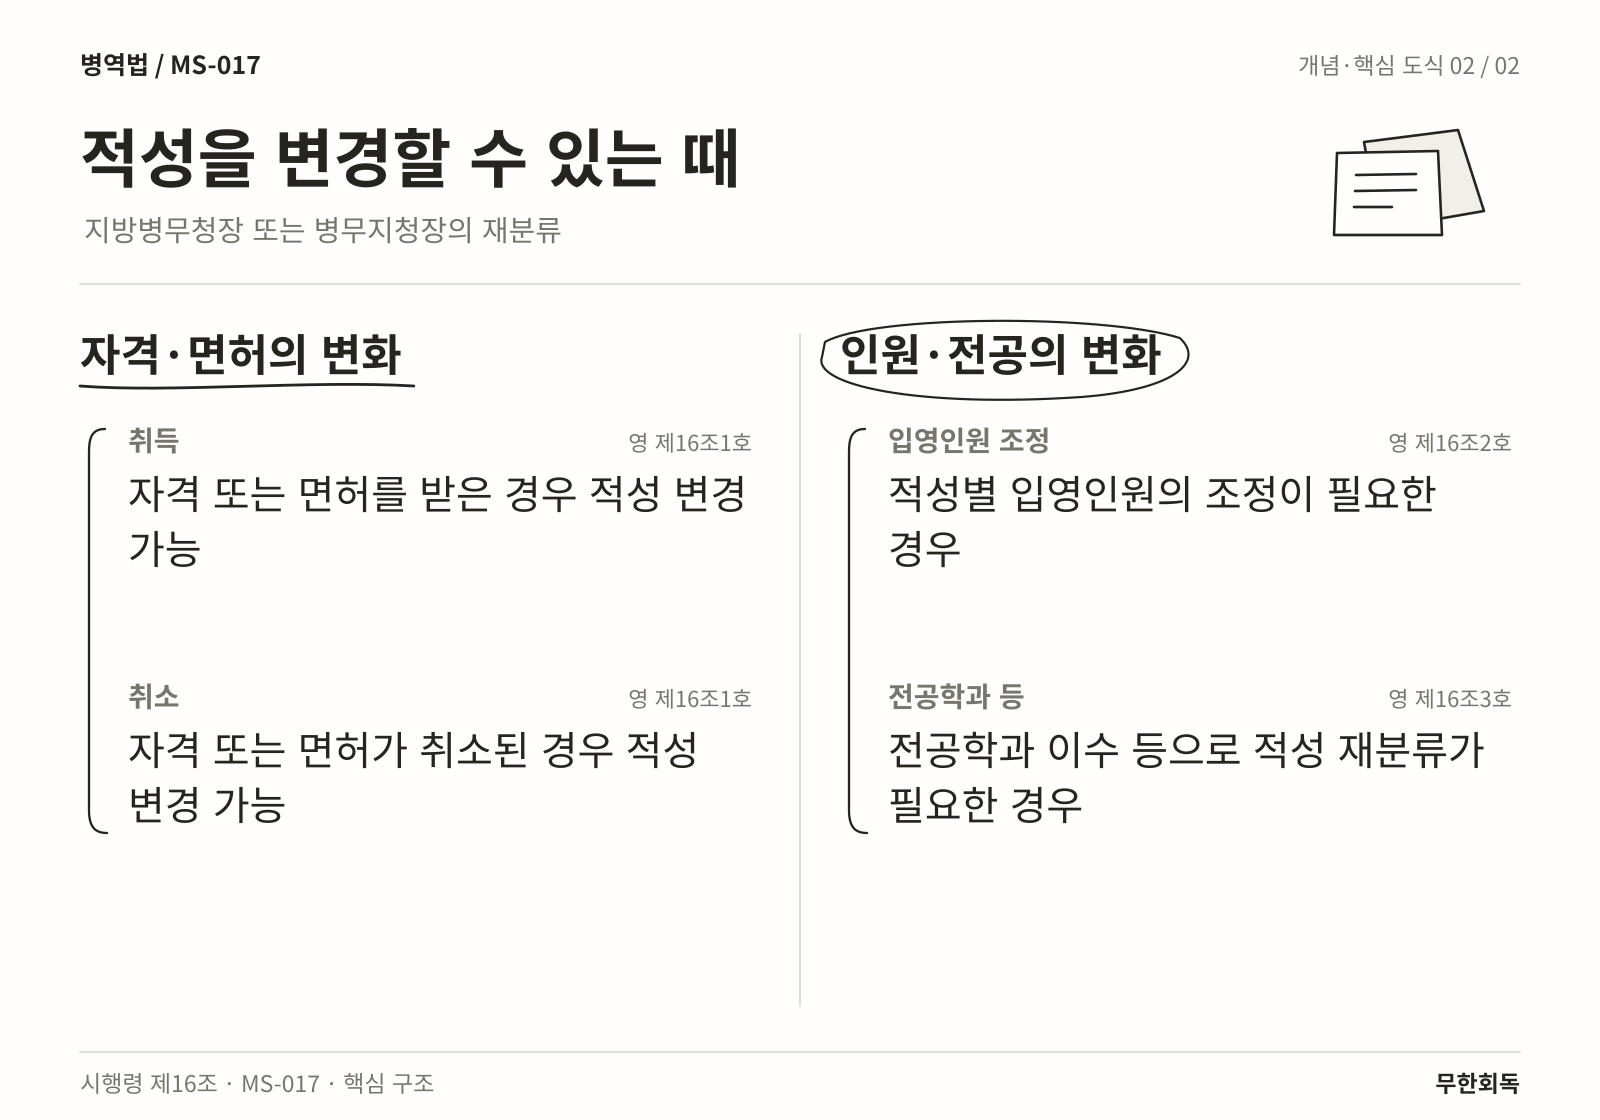 병역법 / MS-017
개념·핵심 도식 02 / 02
적성을 변경할 수 있는 때
지방병무청장 또는 병무지청장의 재분류
자격·면허의 변화
취득
영 제16조1호
자격 또는 면허를 받은 경우 적성 변경
가능
취소
영 제16조1호
자격 또는 면허가 취소된 경우 적성
변경 가능
인원·전공의 변화
입영인원 조정
영 제16조2호
적성별 입영인원의 조정이 필요한
경우
전공학과 등
영 제16조3호
전공학과 이수 등으로 적성 재분류가
필요한 경우
시행령 제16조 · MS-017 · 핵심 구조
무한회독